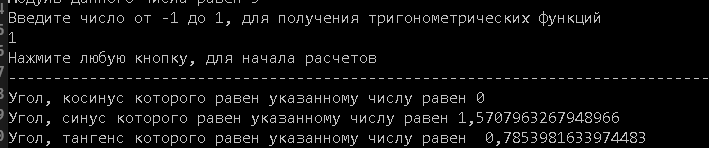 Модуль данного числа равен 5
Введите число от -1 до 1, для получения тригонометрических функций
1
Нажмите любую кнопку, для начала расчетов
--------------------------------------------------------------------------------
Угол, косинус которого равен указанному числу равен 0
Угол, синус которого равен указанному числу равен 1,5707963267948966
Угол, тангенс которого равен указанному числу равен  0,7853981633974483